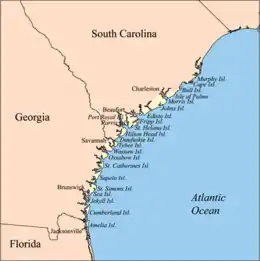 South Carolina
Georgia
Charleston
Murphy Isl.
Cape Isl.
Bull Isl.
Isle of Palms
Morris Isl.
Johns Isl.
Beaufort
Edisto Isl.
Port Royal Isl.
Fripp Isl.
Parris Isl.
St. Helena Isl.
Hilton Head Isl.
Daufuskie Isl.
Savannah
Tybee Isl.
Wassaw Isl.
Ossabaw Isl.
St. Catherines Isl.
Sapelo Isl.
Brunswick
St. Simons Isl.
Sea Isl.
Jekyll Isl.
Atlantic
Ocean
Cumberland Isl.
Amelia Isl.
Jacksonville
Florida